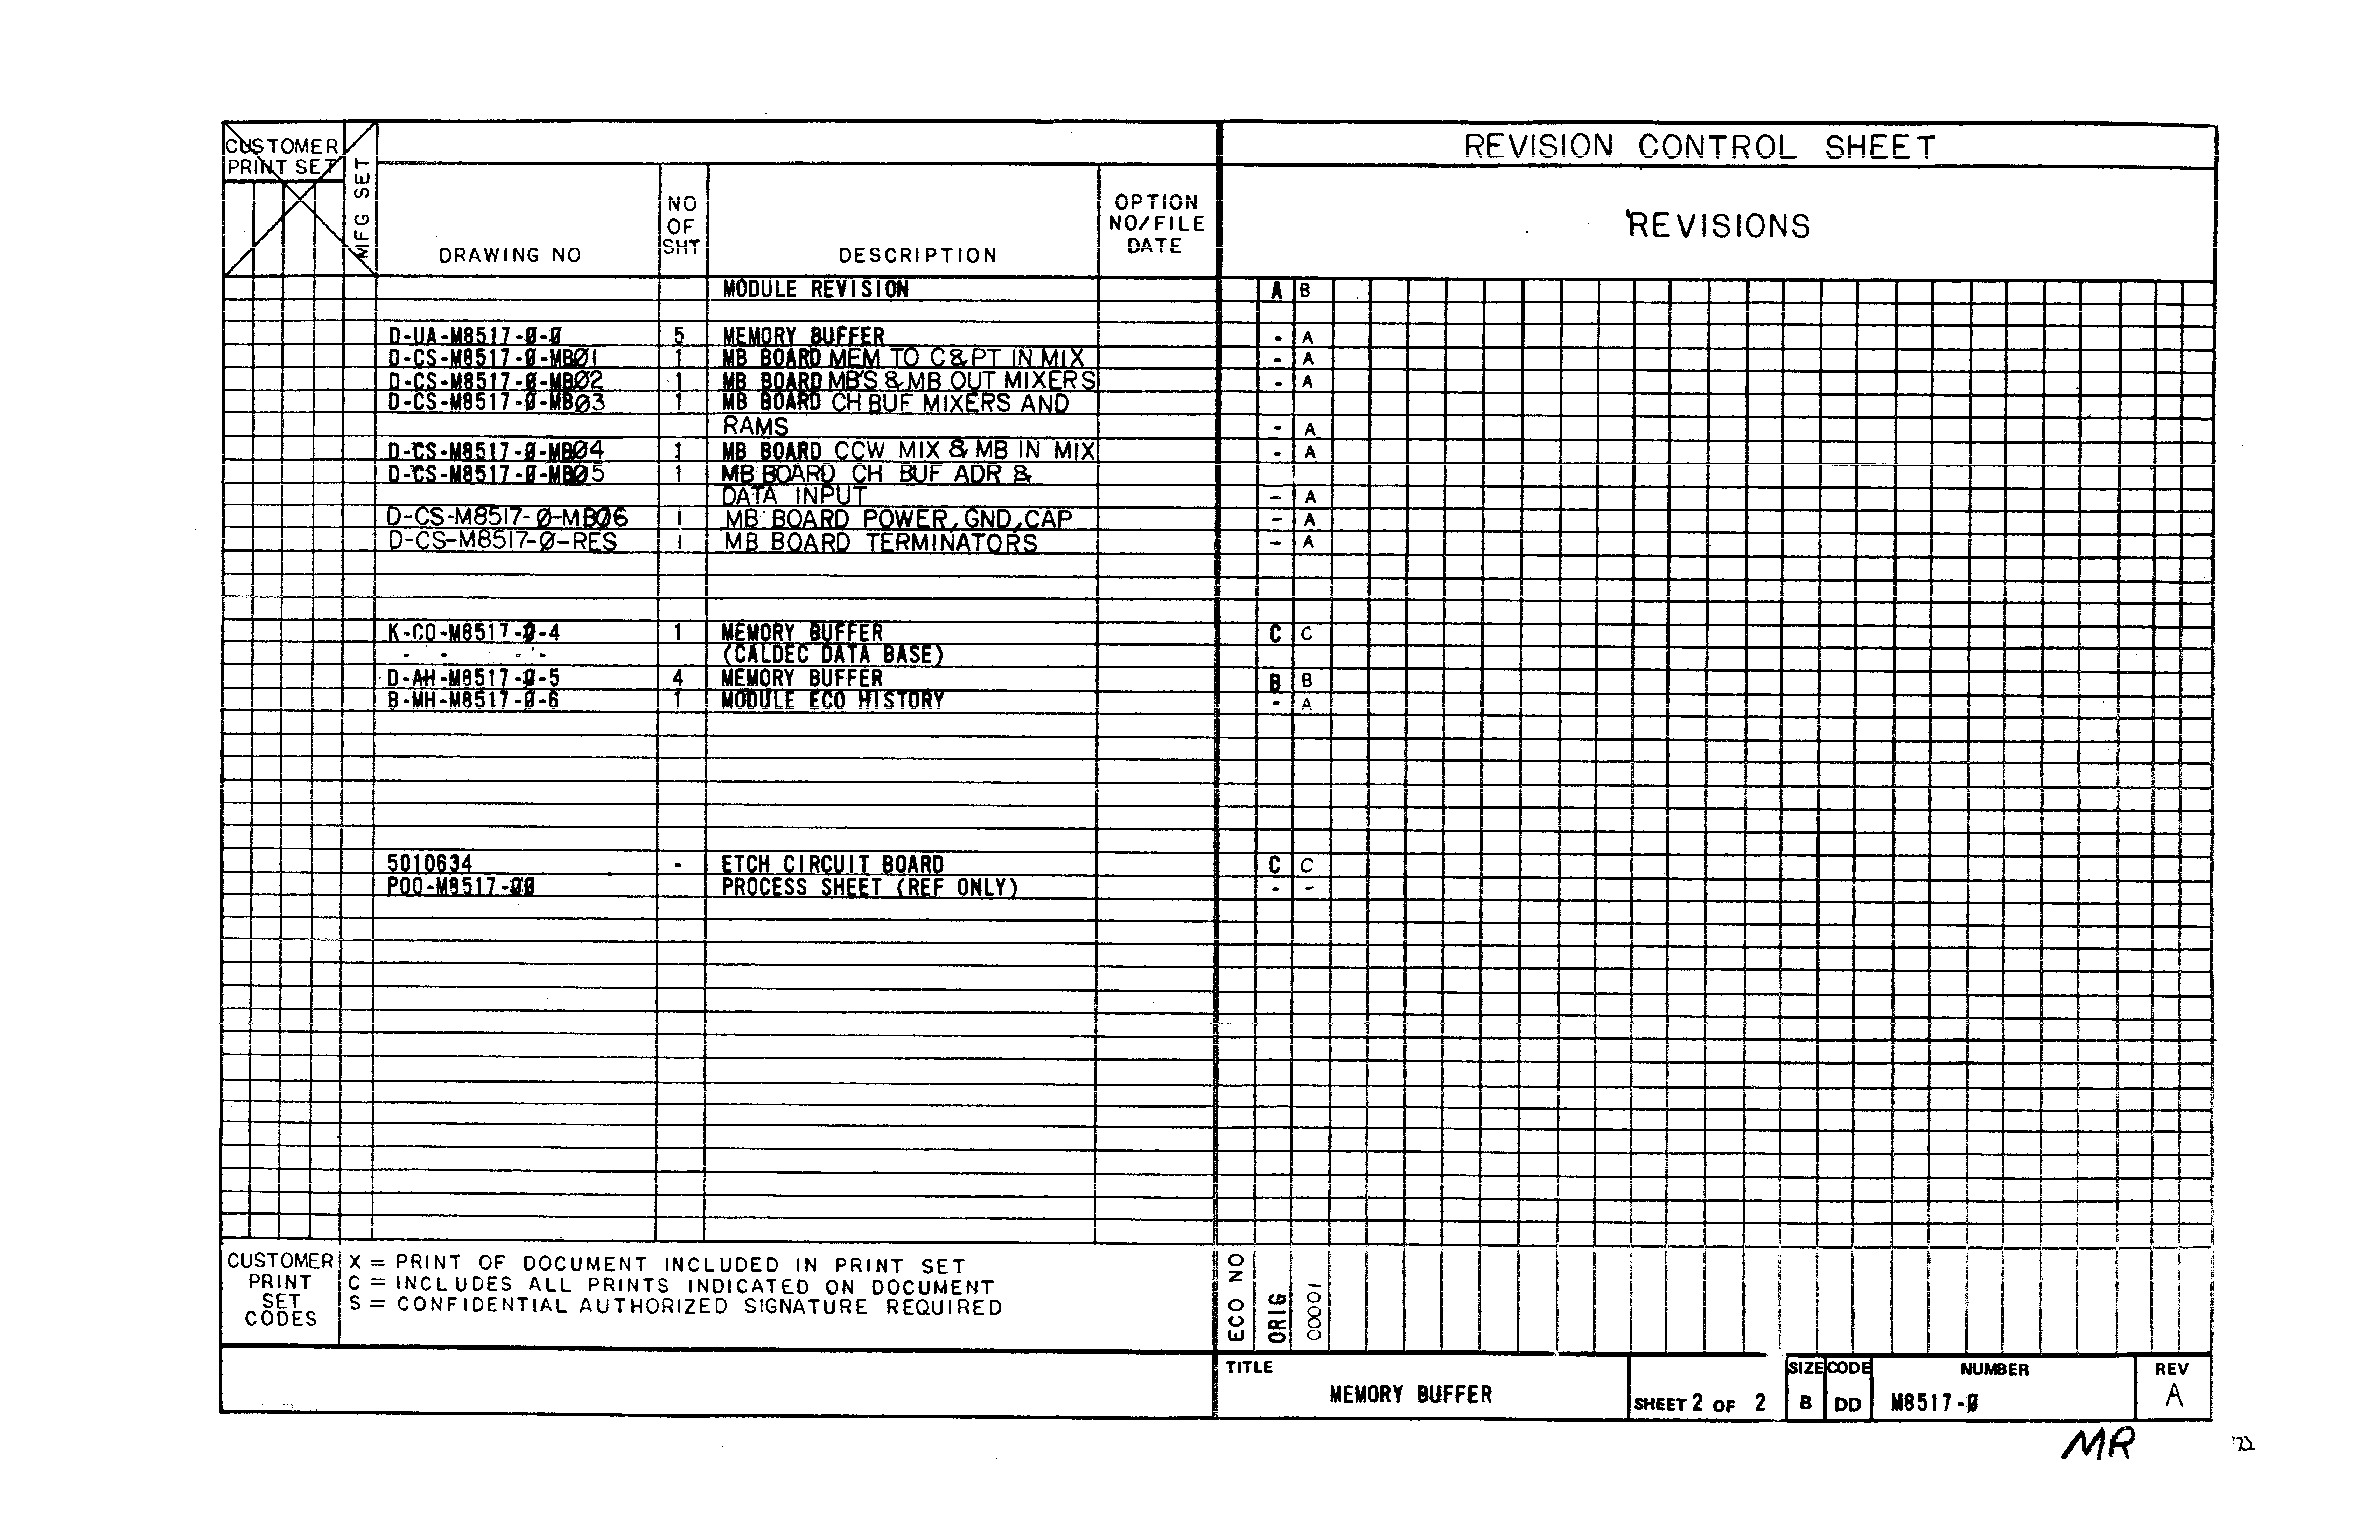 CUSTOMER
PRINT SET
MFG SET
DRAWING NO
NO
OF
SHT
DESCRIPTION
OPTION
NO/FILE
DATE
REVISION CONTROL SHEET
REVISIONS
MODULE REVISION A B
D-UA-M8517-Ø-Ø 5 MEMORY BUFFER - A
D-CS-M8517-Ø-MBØ1 1 MB BOARD MEM TO C&PT IN MIX - A
D-CS-M8517-Ø-MBØ2 1 MB BOARD MB'S & MB OUT MIXERS - A
D-CS-M8517-Ø-MBØ3 1 MB BOARD CH BUF MIXERS AND
RAMS - A
D-CS-M8517-Ø-MBØ4 1 MB BOARD CCW MIX & MB IN MIX - A
D-CS-M8517-Ø-MBØ5 1 MB BOARD CH BUF ADR &
DATA INPUT - A
D-CS-M8517-Ø-MBØ6 1 MB BOARD POWER, GND, CAP - A
D-CS-M8517-Ø-RES 1 MB BOARD TERMINATORS - A
K-CO-M8517-Ø-4 1 MEMORY BUFFER C C
- - - - (CALDEC DATA BASE)
D-AH-M8517-Ø-5 4 MEMORY BUFFER B B
B-MH-M8517-Ø-6 1 MODULE ECO HISTORY - A
5010634 - ETCH CIRCUIT BOARD C C
P00-M8517-ØØ PROCESS SHEET (REF ONLY) - -
CUSTOMER
PRINT
SET
CODES
X = PRINT OF DOCUMENT INCLUDED IN PRINT SET
C = INCLUDES ALL PRINTS INDICATED ON DOCUMENT
S = CONFIDENTIAL AUTHORIZED SIGNATURE REQUIRED
ECO NO
ORIG
00001
TITLE
MEMORY BUFFER
SHEET 2 OF 2
SIZE
B
CODE
DD
NUMBER
M8517-Ø
REV
A
MR